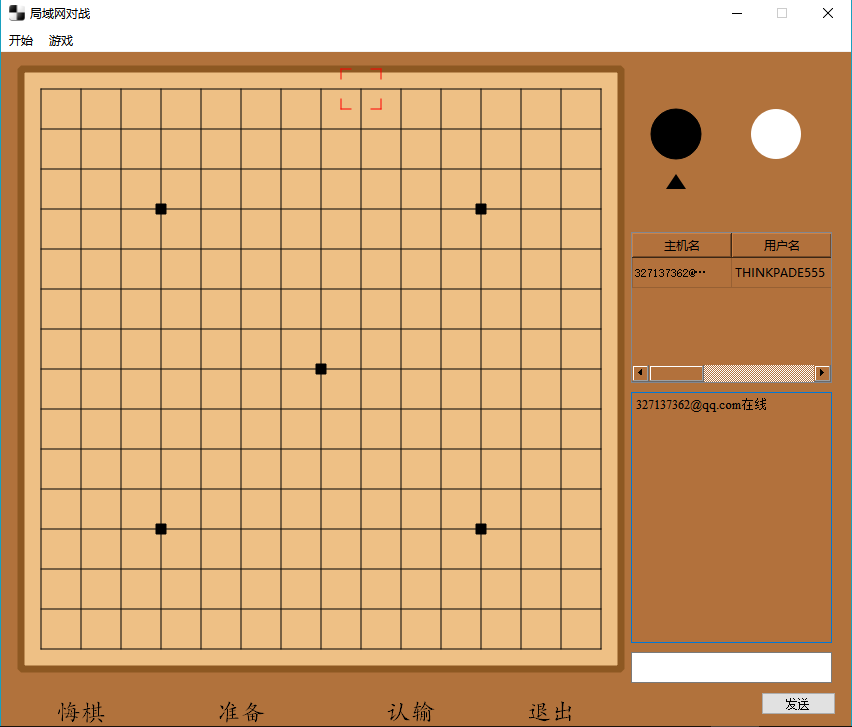 局域网对战
开始 游戏
主机名 用户名
327137362@··· THINKPADE555
327137362@qq.com在线
悔棋 准备 认输 退出
发送